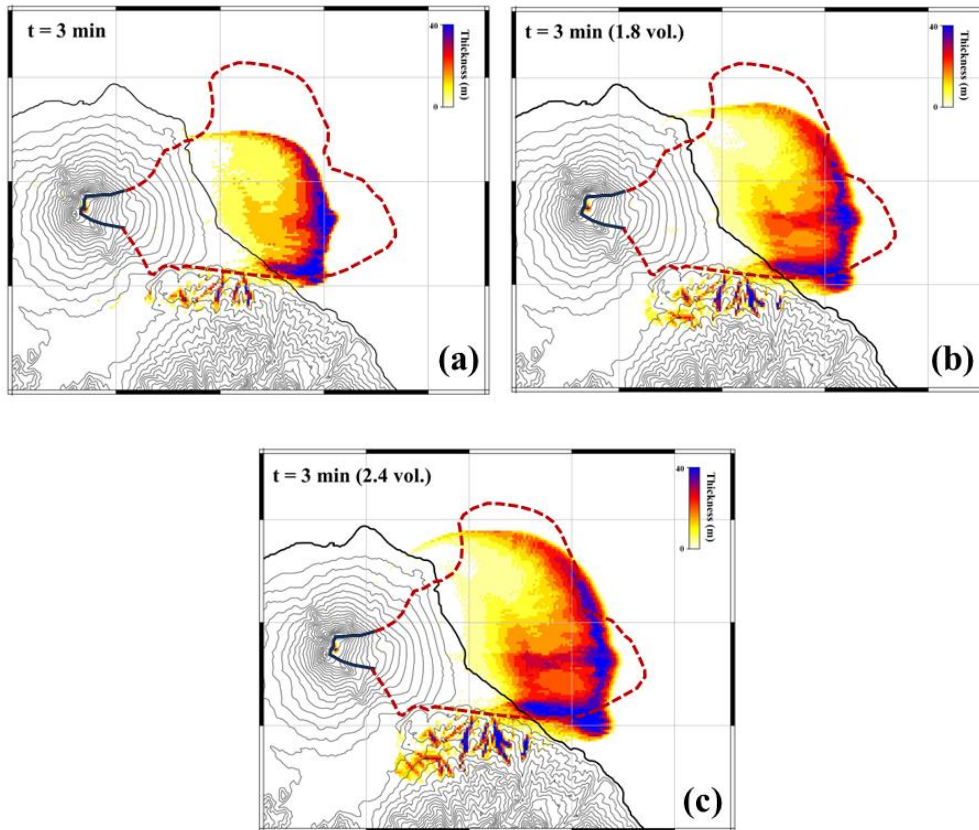 t = 3 min
40
Thickness (m)
0
(a)
t = 3 min (1.8 vol.)
40
Thickness (m)
0
(b)
t = 3 min (2.4 vol.)
40
Thickness (m)
0
(c)